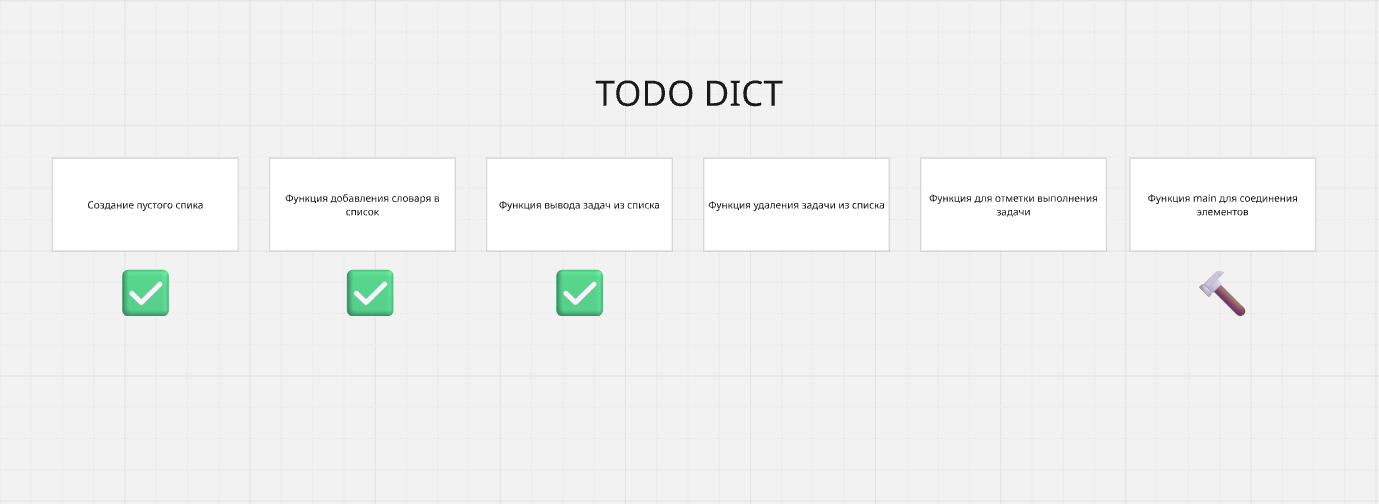 TODO DICT
Создание пустого спика
Функция добавления словаря в
список
Функция вывода задач из списка
Функция удаления задачи из списка
Функция для отметки выполнения
задачи
Функция main для соединения
элементов